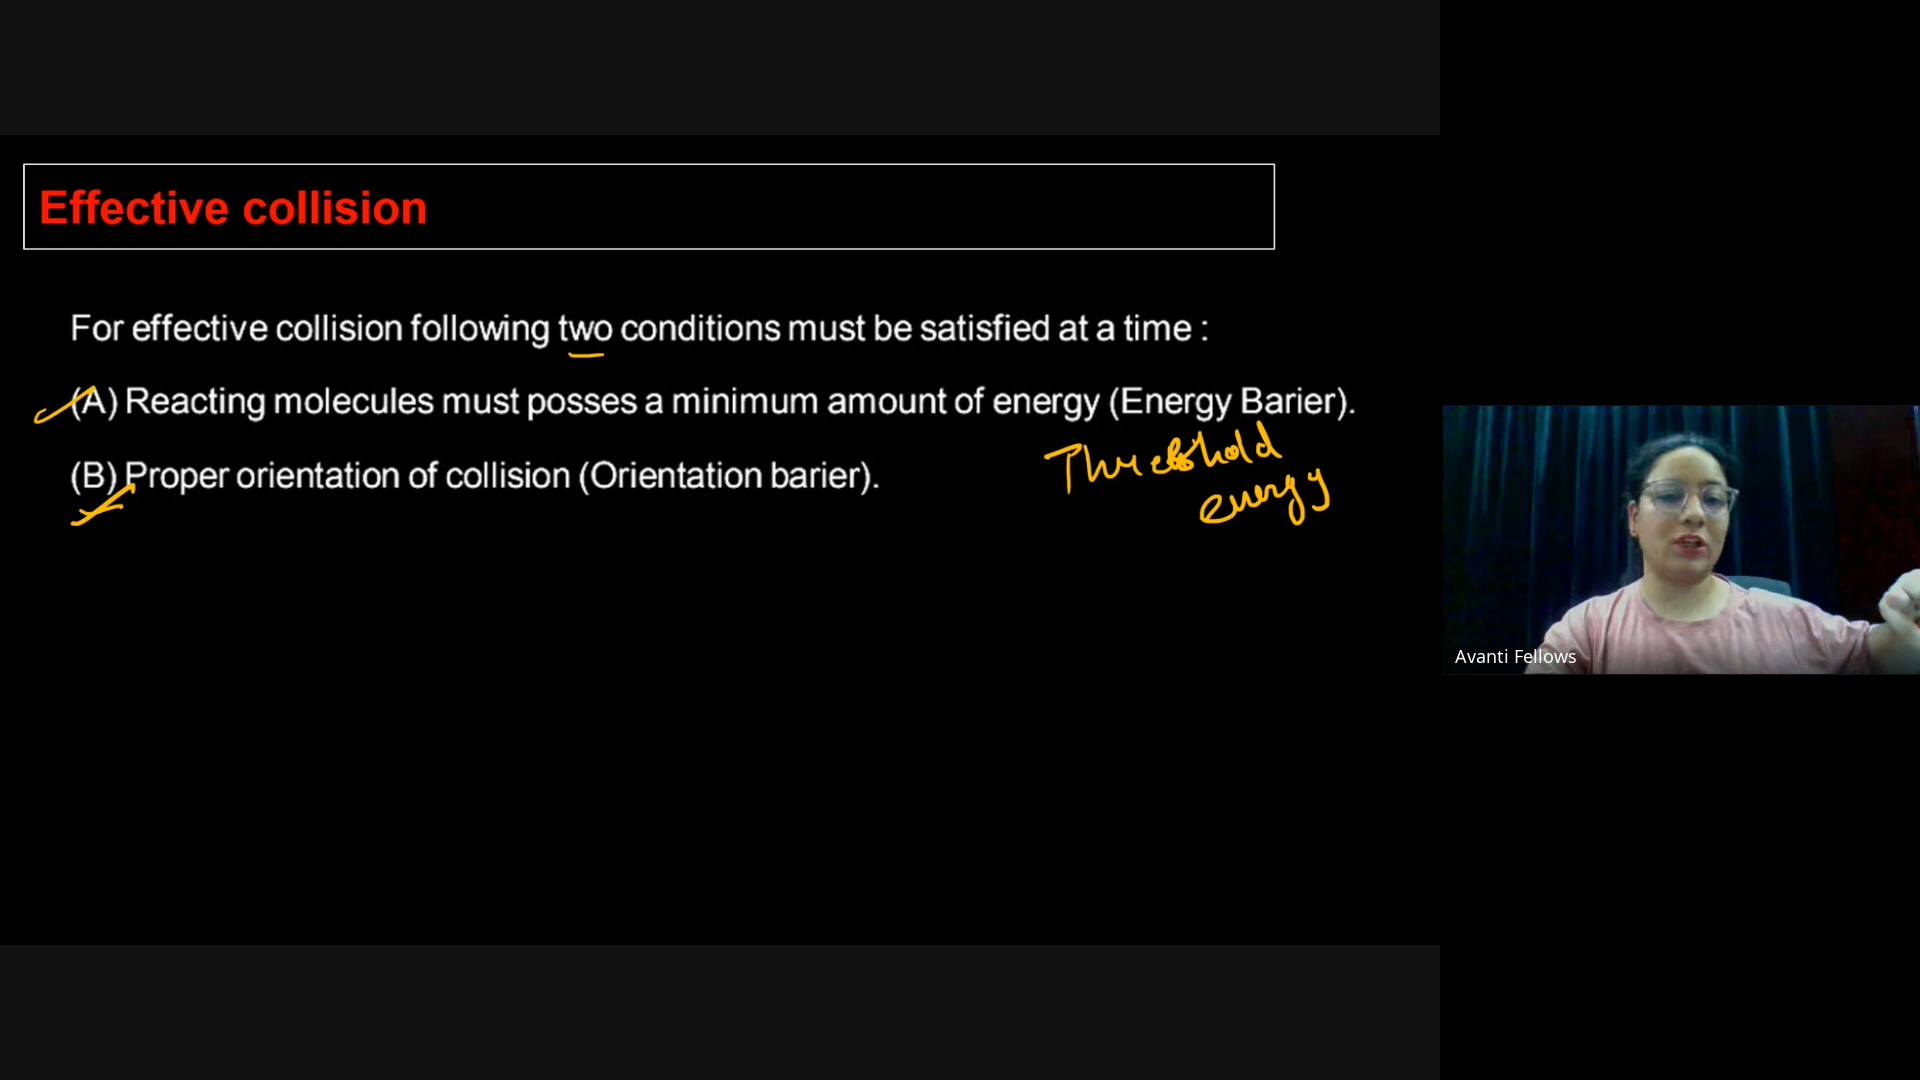 Effective collision
For effective collision following two conditions must be satisfied at a time :
(A) Reacting molecules must posses a minimum amount of energy (Energy Barier).
Threshold
energy
(B) Proper orientation of collision (Orientation barier).
Avanti Fellows